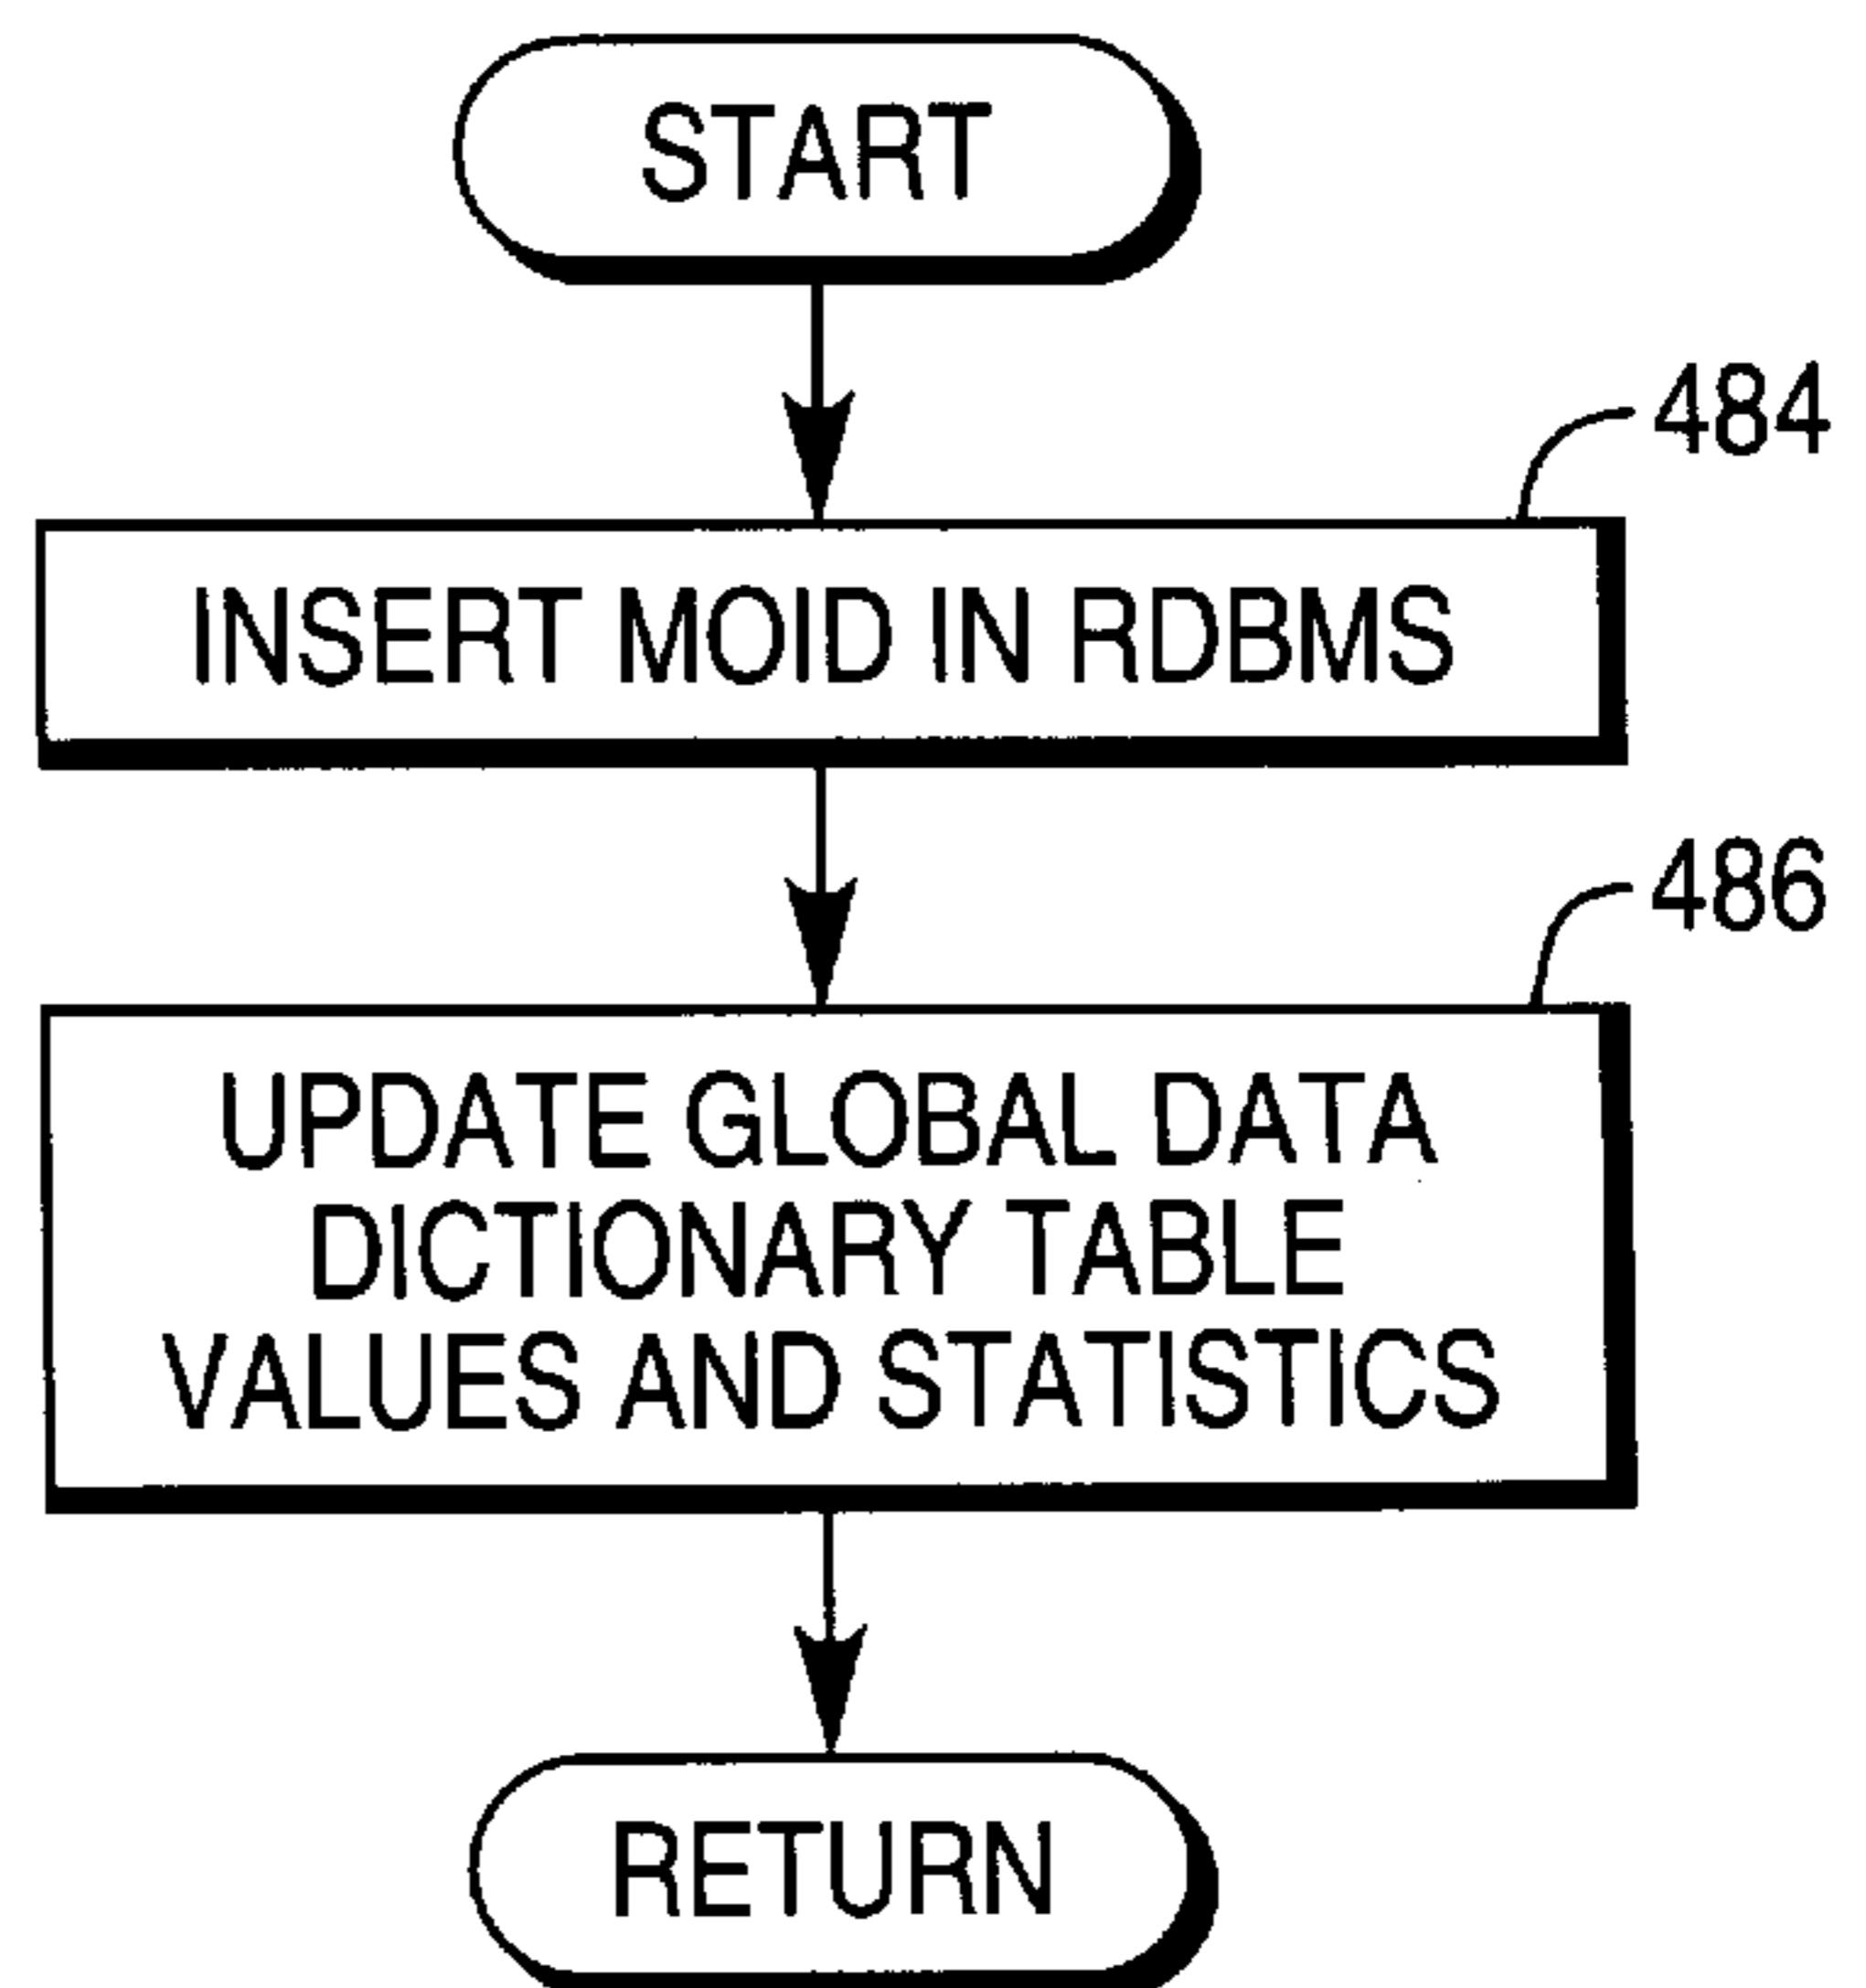 START
484
INSERT MOID IN RDBMS
486
UPDATE GLOBAL DATA
DICTIONARY TABLE
VALUES AND STATISTICS
RETURN